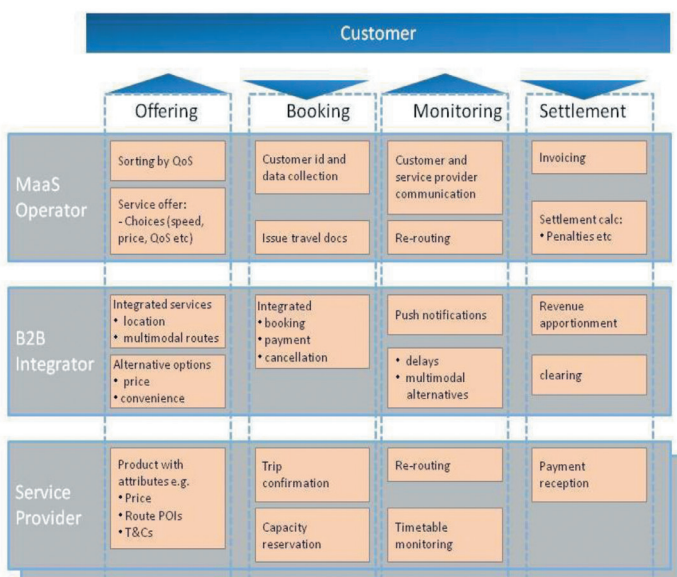 Customer
Offering
Booking
Monitoring
Settlement
MaaS
Operator
Sorting by QoS
Service offer:
- Choices (speed,
price, QoS etc)
Customer id and
data collection
Issue travel docs
Customer and
service provider
communication
Re-routing
Invoicing
Settlement calc:
• Penalties etc
B2B
Integrator
Integrated services
• location
• multimodal routes
Alternative options
• price
• convenience
Integrated
• booking
• payment
• cancellation
Push notifications
• delays
• multimodal
alternatives
Revenue
apportionment
clearing
Service
Provider
Product with
attributes e.g.
• Price
• Route POIs
• T&Cs
Trip
confirmation
Capacity
reservation
Re-routing
Timetable
monitoring
Payment
reception